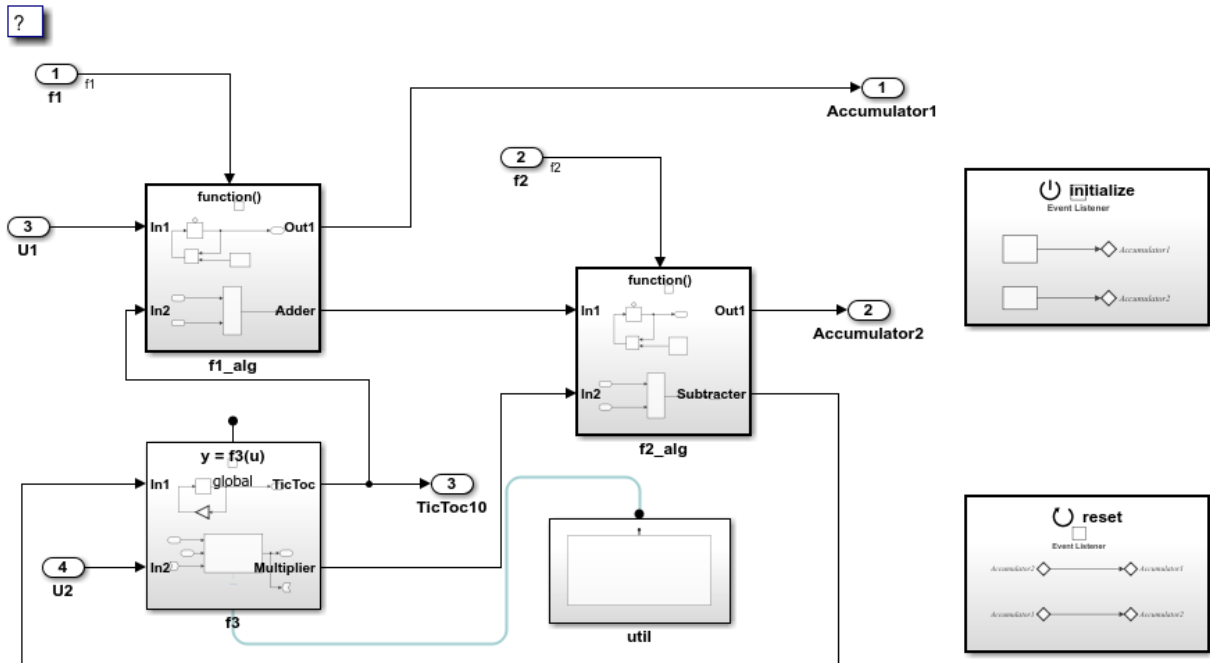 ?
1
f1
f1
1
Accumulator1
2
f2
f2
initialize
Event Listener
Accumulator1
Accumulator2
function()
3
In1
Out1
U1
In2
Adder
f1_alg
function()
In1
Out1
2
Accumulator2
In2
Subtracter
f2_alg
y = f3(u)
global
In1
TicToc
3
TicToc10
4
In2
Multiplier
U2
f3
util
reset
Event Listener
Accumulator2
Accumulator1
Accumulator1
Accumulator2